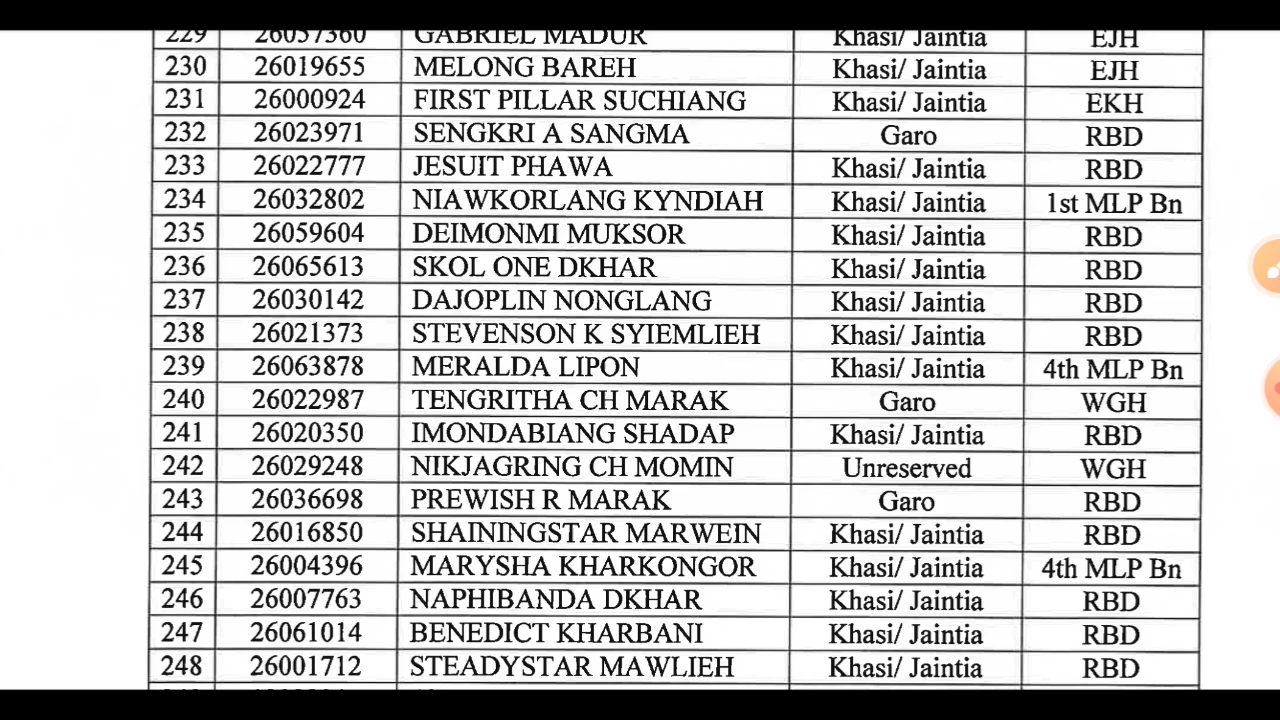 229 26057360 GABRIEL MADUR Khasi/ Jaintia EJH
230 26019655 MELONG BAREH Khasi/ Jaintia EJH
231 26000924 FIRST PILLAR SUCHIANG Khasi/ Jaintia EKH
232 26023971 SENGKRI A SANGMA Garo RBD
233 26022777 JESUIT PHAWA Khasi/ Jaintia RBD
234 26032802 NIAWKORLANG KYNDIAH Khasi/ Jaintia 1st MLP Bn
235 26059604 DEIMONMI MUKSOR Khasi/ Jaintia RBD
236 26065613 SKOL ONE DKHAR Khasi/ Jaintia RBD
237 26030142 DAJOPLIN NONGLANG Khasi/ Jaintia RBD
238 26021373 STEVENSON K SYIEMLIEH Khasi/ Jaintia RBD
239 26063878 MERALDA LIPON Khasi/ Jaintia 4th MLP Bn
240 26022987 TENGRITHA CH MARAK Garo WGH
241 26020350 IMONDABIANG SHADAP Khasi/ Jaintia RBD
242 26029248 NIKJAGRING CH MOMIN Unreserved WGH
243 26036698 PREWISH R MARAK Garo RBD
244 26016850 SHAININGSTAR MARWEIN Khasi/ Jaintia RBD
245 26004396 MARYSHA KHARKONGOR Khasi/ Jaintia 4th MLP Bn
246 26007763 NAPHIBANDA DKHAR Khasi/ Jaintia RBD
247 26061014 BENEDICT KHARBANI Khasi/ Jaintia RBD
248 26001712 STEADYSTAR MAWLIEH Khasi/ Jaintia RBD